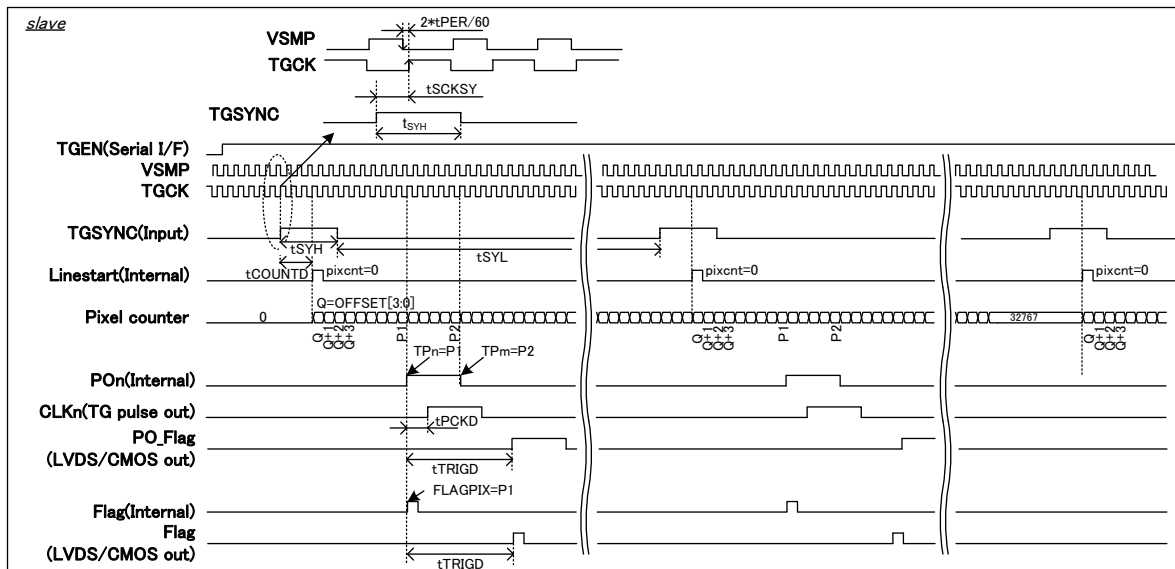 slave
2*tPER/60
VSMP
TGCK
tSCKSY
TGSYNC
tSYH
TGEN(Serial I/F)
VSMP
TGCK
TGSYNC(Input)
tSYH
tSYL
Linestart(Internal)
tCOUNTD
pixcnt=0
pixcnt=0
pixcnt=0
Q=OFFSET[3:0]
Pixel counter
0
32767
Q
Q+1
Q+2
Q+3
P1
P2
Q
Q+1
Q+2
Q+3
P1
P2
Q
Q+1
Q+2
Q+3
TPn=P1
TPm=P2
POn(Internal)
CLKn(TG pulse out)
tPCKD
PO_Flag
(LVDS/CMOS out)
tTRIGD
FLAGPIX=P1
Flag(Internal)
Flag
(LVDS/CMOS out)
tTRIGD